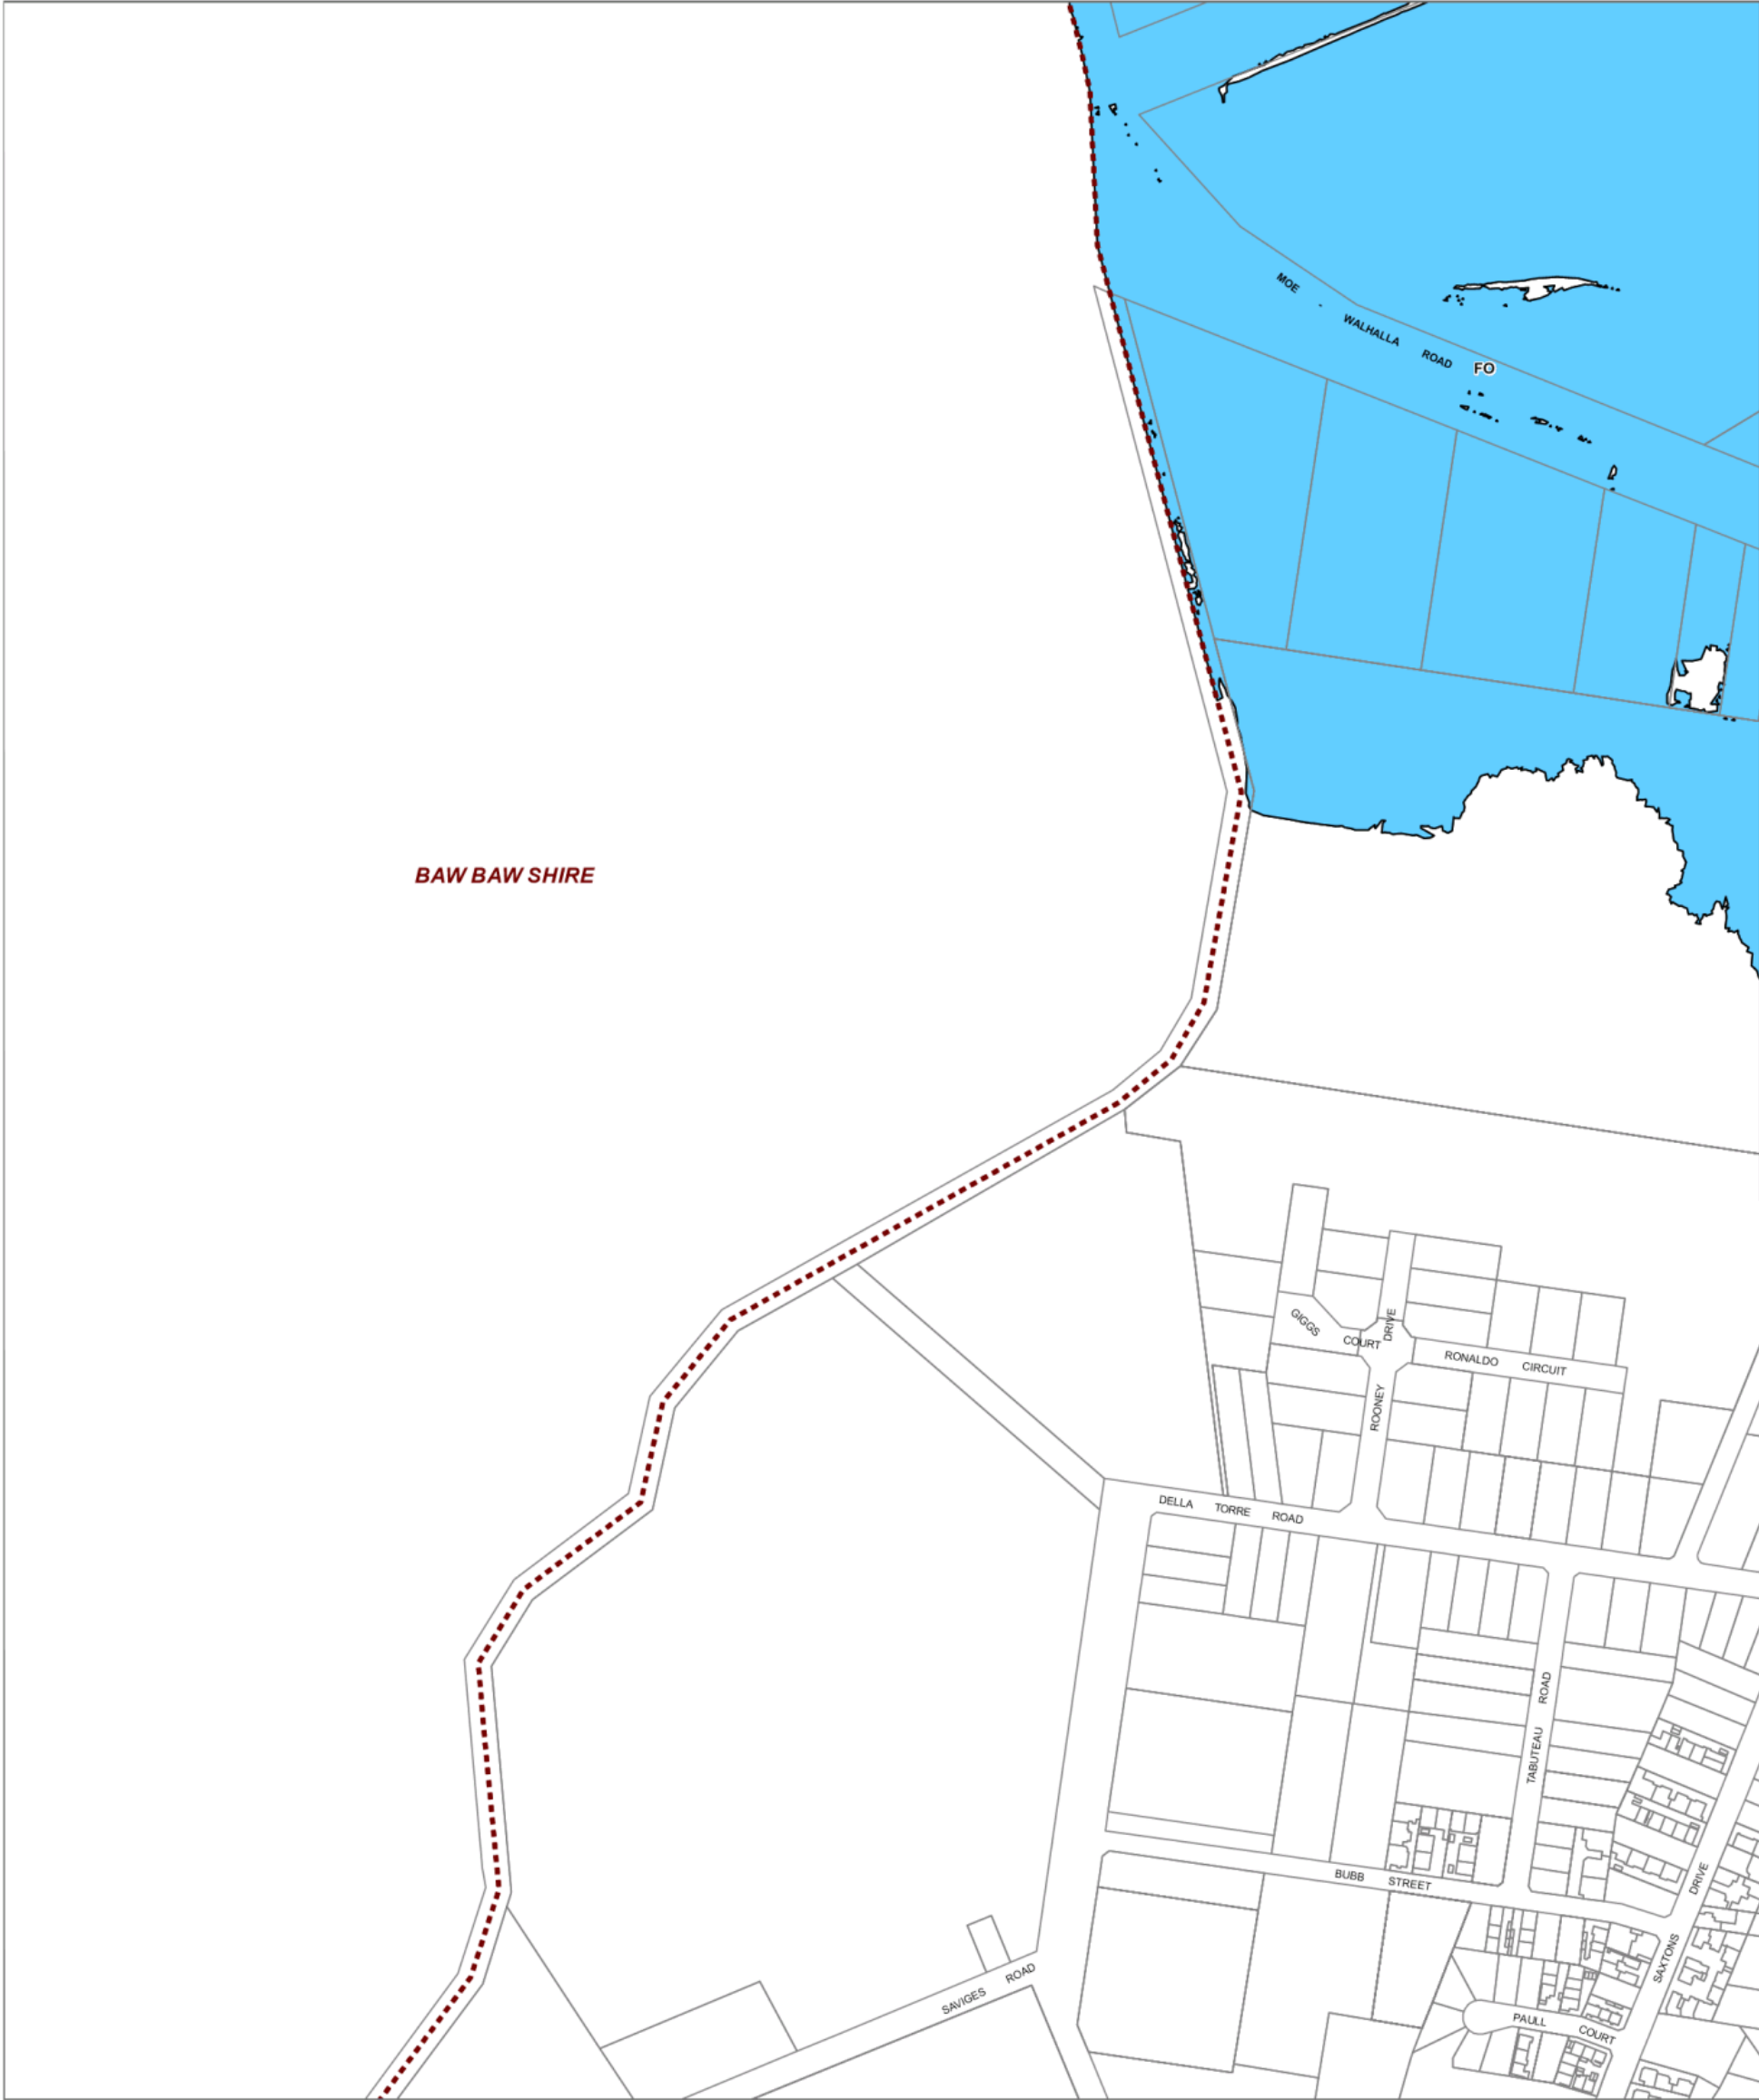 MOE - WALHALLA ROAD
FO
BAW BAW SHIRE
GIGGS COURT
DRIVE
RONALDO CIRCUIT
ROONEY
DELLA TORRE ROAD
TABUTEAU ROAD
BUBB STREET
SAXTONS DRIVE
SAVIGES ROAD
PAULL COURT